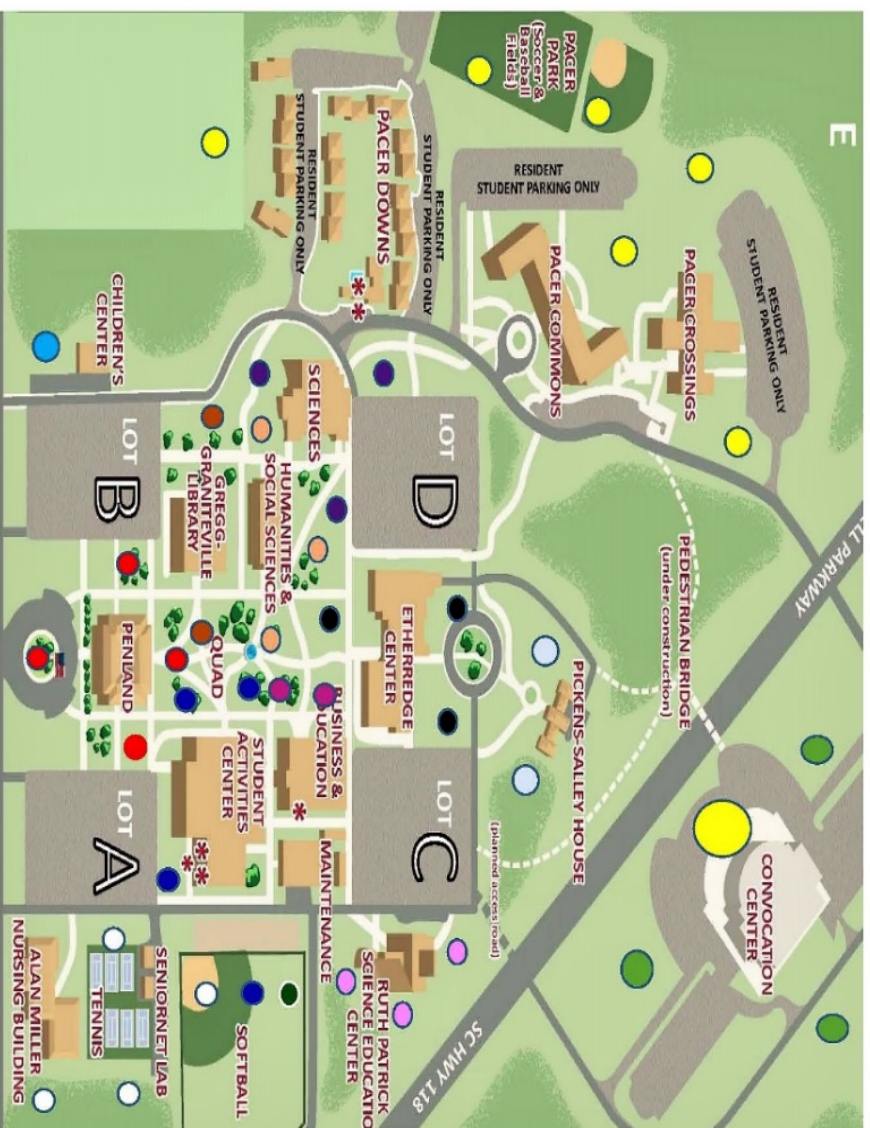 E
ELL PARKWAY
RESIDENT
STUDENT PARKING ONLY
CONVOCATION
CENTER
PACER CROSSINGS
PEDESTRIAN BRIDGE
(under construction)
PACER
PARK
(Soccer &
Baseball
Fields)
RESIDENT
STUDENT PARKING ONLY
PACER COMMONS
PICKENS-SALLEY HOUSE
(planned access road)
SC HWY 118
RESIDENT
STUDENT PARKING ONLY
PACER DOWNS
**
RESIDENT
STUDENT PARKING ONLY
LOT
D
ETHERREDGE
CENTER
LOT
C
RUTH PATRICK
SCIENCE EDUCATIO
CENTER
SCIENCES
HUMANITIES &
SOCIAL SCIENCES
BUSINESS &
UCATION
*
MAINTENANCE
GREGG-
GRANITEVILLE
LIBRARY
QUAD
STUDENT
ACTIVITIES
CENTER
**
*
SOFTBALL
CHILDREN'S
CENTER
LOT
B
PENLAND
LOT
A
SENIORNET LAB
TENNIS
ALAN MILLER
NURSING BUILDING